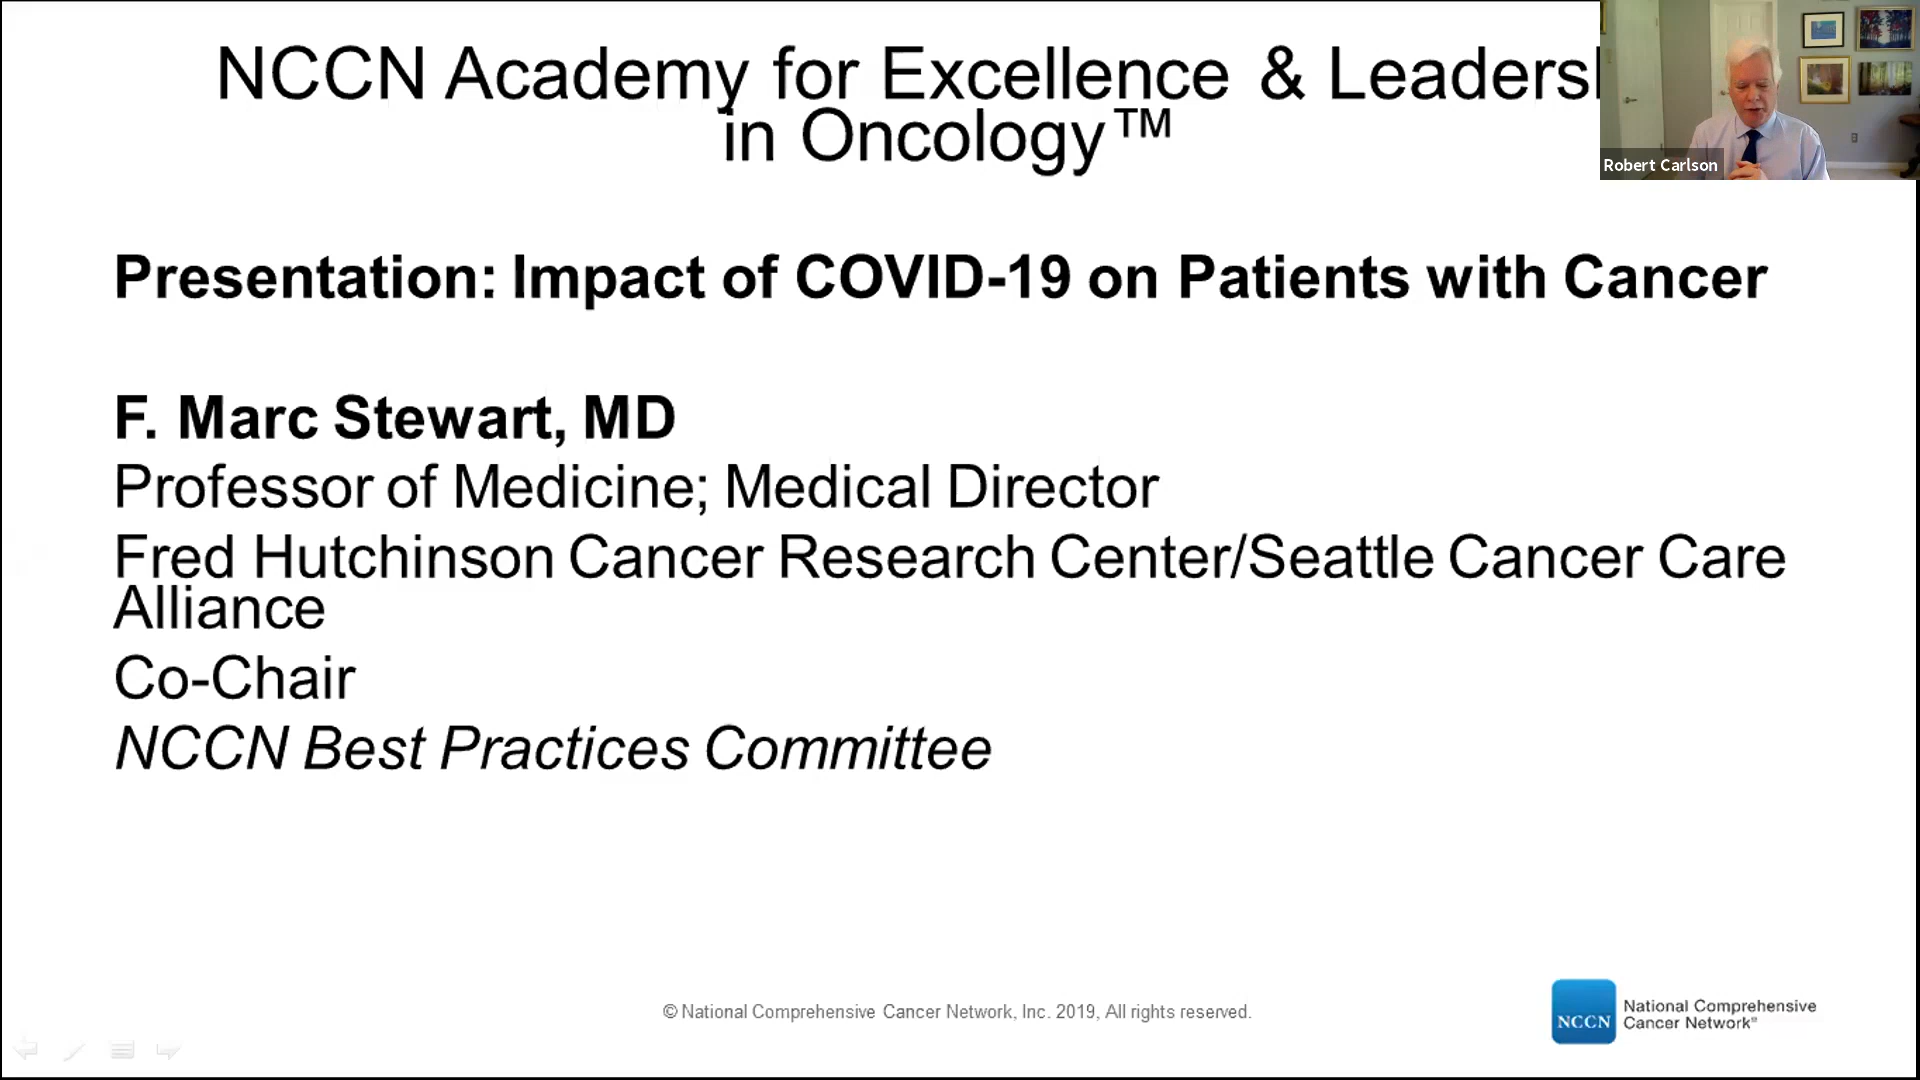 NCCN Academy for Excellence & Leaders
in Oncology™
Robert Carlson
Presentation: Impact of COVID-19 on Patients with Cancer
F. Marc Stewart, MD
Professor of Medicine; Medical Director
Fred Hutchinson Cancer Research Center/Seattle Cancer Care
Alliance
Co-Chair
NCCN Best Practices Committee
© National Comprehensive Cancer Network, Inc. 2019, All rights reserved.
NCCN
National Comprehensive
Cancer Network®